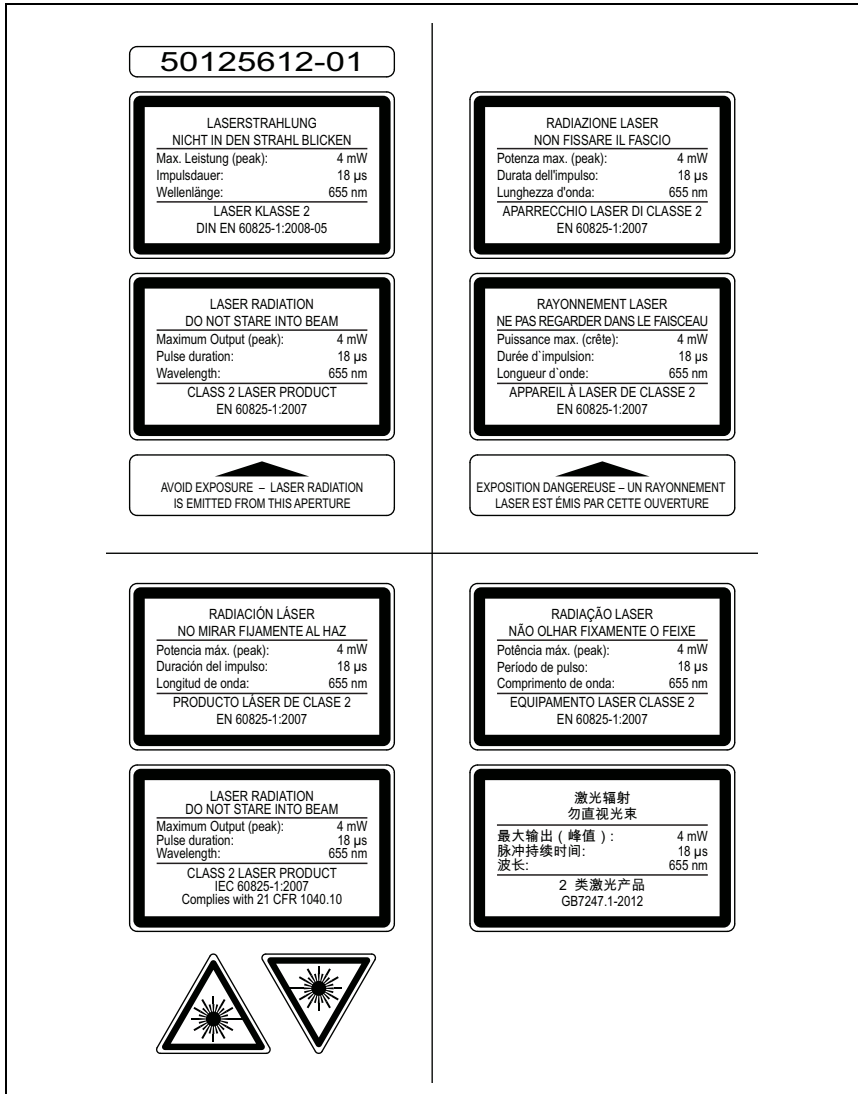 50125612-01
LASERSTRAHLUNG
NICHT IN DEN STRAHL BLICKEN
Max. Leistung (peak): 4 mW
Impulsdauer: 18 µs
Wellenlänge: 655 nm
LASER KLASSE 2
DIN EN 60825-1:2008-05
LASER RADIATION
DO NOT STARE INTO BEAM
Maximum Output (peak): 4 mW
Pulse duration: 18 µs
Wavelength: 655 nm
CLASS 2 LASER PRODUCT
EN 60825-1:2007
AVOID EXPOSURE – LASER RADIATION
IS EMITTED FROM THIS APERTURE
RADIAZIONE LASER
NON FISSARE IL FASCIO
Potenza max. (peak): 4 mW
Durata dell'impulso: 18 µs
Lunghezza d'onda: 655 nm
APARRECCHIO LASER DI CLASSE 2
EN 60825-1:2007
RAYONNEMENT LASER
NE PAS REGARDER DANS LE FAISCEAU
Puissance max. (crête): 4 mW
Durée d`impulsion: 18 µs
Longueur d`onde: 655 nm
APPAREIL À LASER DE CLASSE 2
EN 60825-1:2007
EXPOSITION DANGEREUSE – UN RAYONNEMENT
LASER EST ÉMIS PAR CETTE OUVERTURE
RADIACIÓN LÁSER
NO MIRAR FIJAMENTE AL HAZ
Potencia máx. (peak): 4 mW
Duración del impulso: 18 µs
Longitud de onda: 655 nm
PRODUCTO LÁSER DE CLASE 2
EN 60825-1:2007
LASER RADIATION
DO NOT STARE INTO BEAM
Maximum Output (peak): 4 mW
Pulse duration: 18 µs
Wavelength: 655 nm
CLASS 2 LASER PRODUCT
IEC 60825-1:2007
Complies with 21 CFR 1040.10
RADIAÇÃO LASER
NÃO OLHAR FIXAMENTE O FEIXE
Potência máx. (peak): 4 mW
Período de pulso: 18 µs
Comprimento de onda: 655 nm
EQUIPAMENTO LASER CLASSE 2
EN 60825-1:2007
激光辐射
勿直视光束
最大输出（峰值）: 4 mW
脉冲持续时间: 18 µs
波长: 655 nm
2 类激光产品
GB7247.1-2012